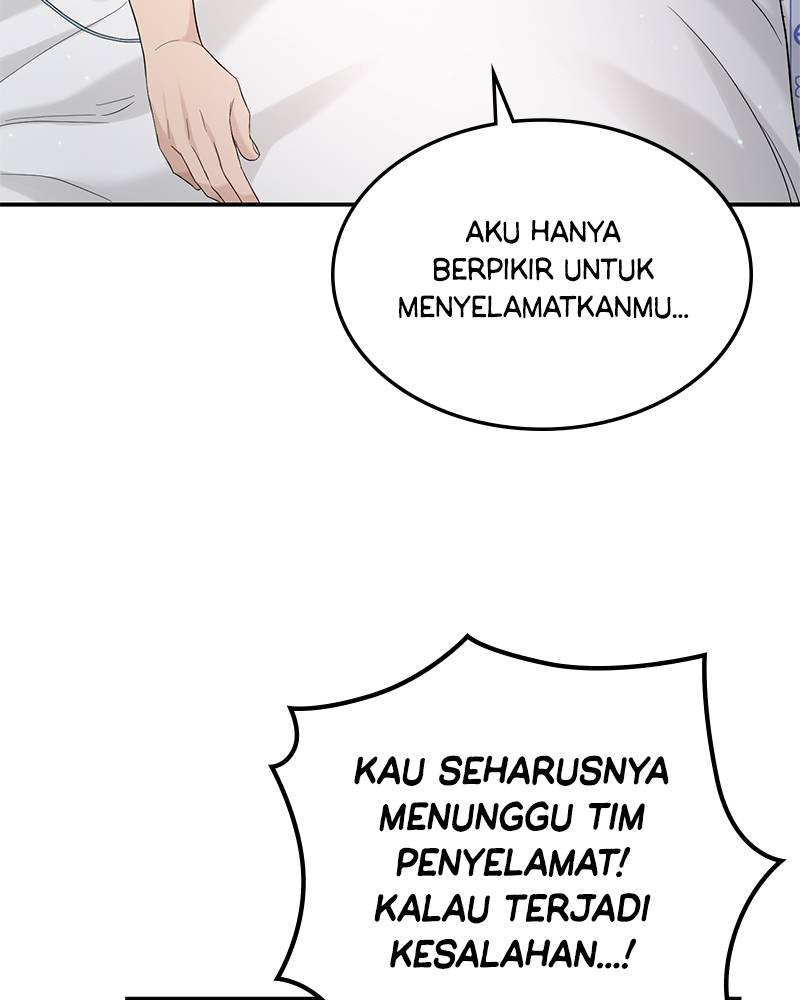 AKU HANYA
BERPIKIR UNTUK
MENYELAMATKANMU...
KAU SEHARUSNYA
MENUNGGU TIM
PENYELAMAT!
KALAU TERJADI
KESALAHAN...!